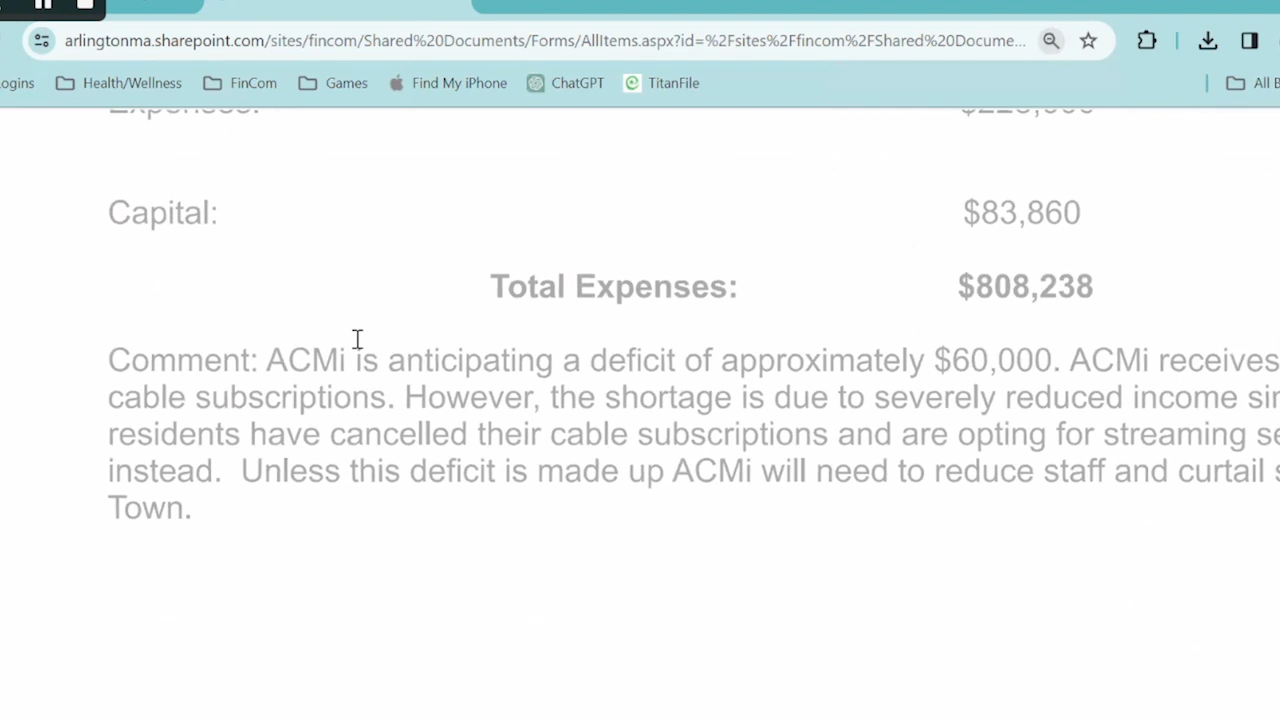 arlingtonma.sharepoint.com/sites/fincom/Shared%20Documents/Forms/AllItems.aspx?id=%2Fsites%2Ffincom%2FShared%20Docume...
ogins Health/Wellness FinCom Games Find My iPhone ChatGPT TitanFile All B
Expenses:
Capital: $83,860
Total Expenses: $808,238
Comment: ACMi is anticipating a deficit of approximately $60,000. ACMi receives
cable subscriptions. However, the shortage is due to severely reduced income sin
residents have cancelled their cable subscriptions and are opting for streaming se
instead. Unless this deficit is made up ACMi will need to reduce staff and curtail s
Town.